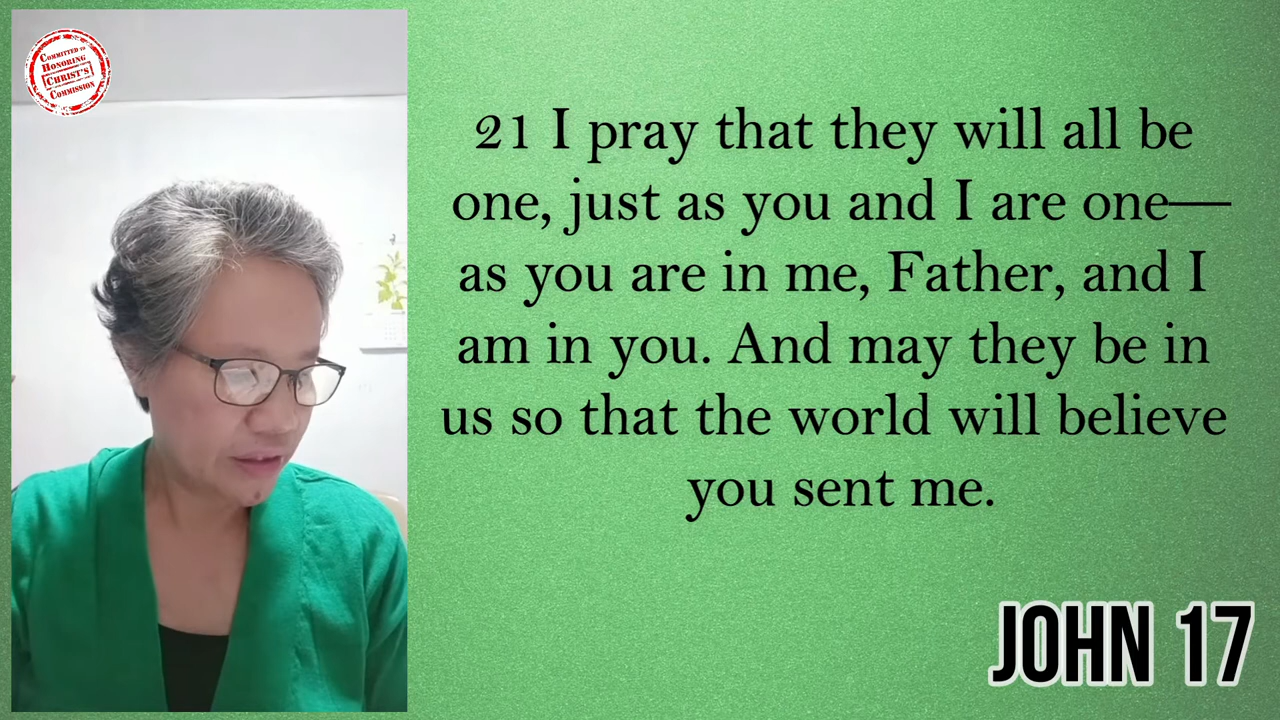 COMMITTED TO
HONORING
CHRIST'S
COMMISSION
21 I pray that they will all be
one, just as you and I are one—
as you are in me, Father, and I
am in you. And may they be in
us so that the world will believe
you sent me.
JOHN 17